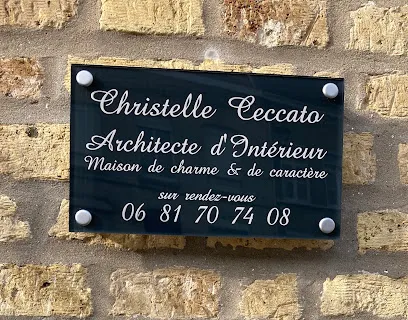 Christelle Ceccato
Architecte d'Intérieur
Maison de charme & de caractère
sur rendez-vous
06 81 70 74 08